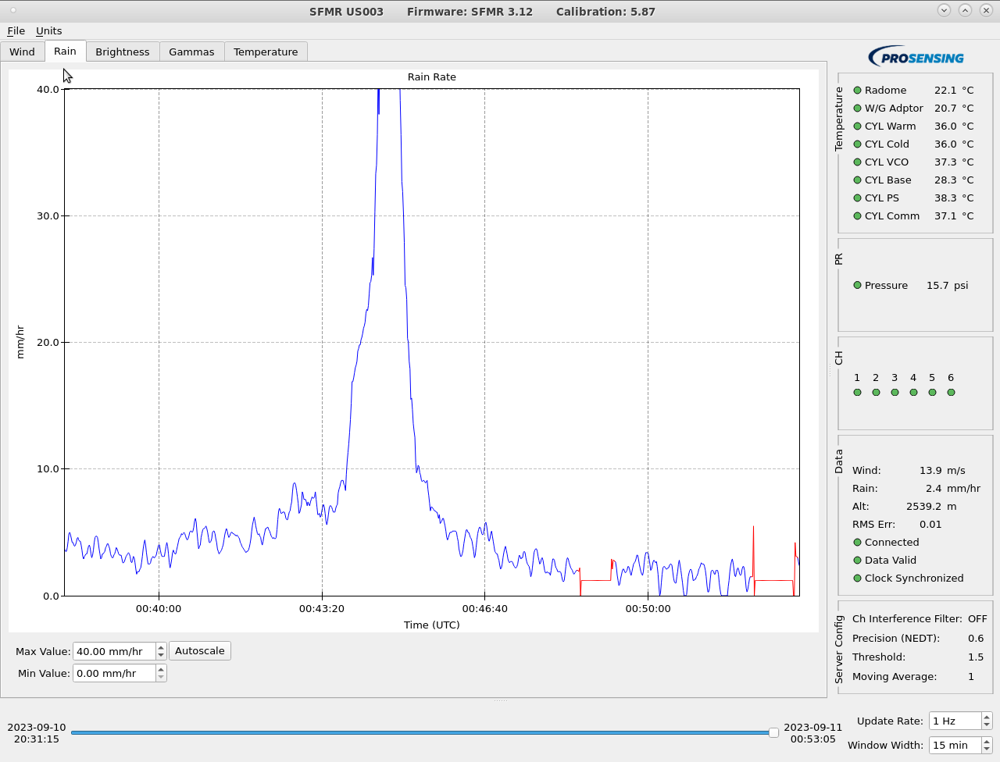 SFMR US003 Firmware: SFMR 3.12 Calibration: 5.87
File Units
Wind Rain Brightness Gammas Temperature
PROSENSING
Rain Rate
40.0
30.0
20.0
10.0
0.0
mm/hr
00:40:00 00:43:20 00:46:40 00:50:00
Time (UTC)
Max Value: 40.00 mm/hr Autoscale
Min Value: 0.00 mm/hr
Temperature
Radome 22.1 °C
W/G Adptor 20.7 °C
CYL Warm 36.0 °C
CYL Cold 36.0 °C
CYL VCO 37.3 °C
CYL Base 28.3 °C
CYL PS 38.3 °C
CYL Comm 37.1 °C
PR
Pressure 15.7 psi
CH
1 2 3 4 5 6
Data
Wind: 13.9 m/s
Rain: 2.4 mm/hr
Alt: 2539.2 m
RMS Err: 0.01
Connected
Data Valid
Clock Synchronized
Server Config
Ch Interference Filter: OFF
Precision (NEDT): 0.6
Threshold: 1.5
Moving Average: 1
2023-09-10
20:31:15
2023-09-11
00:53:05
Update Rate: 1 Hz
Window Width: 15 min